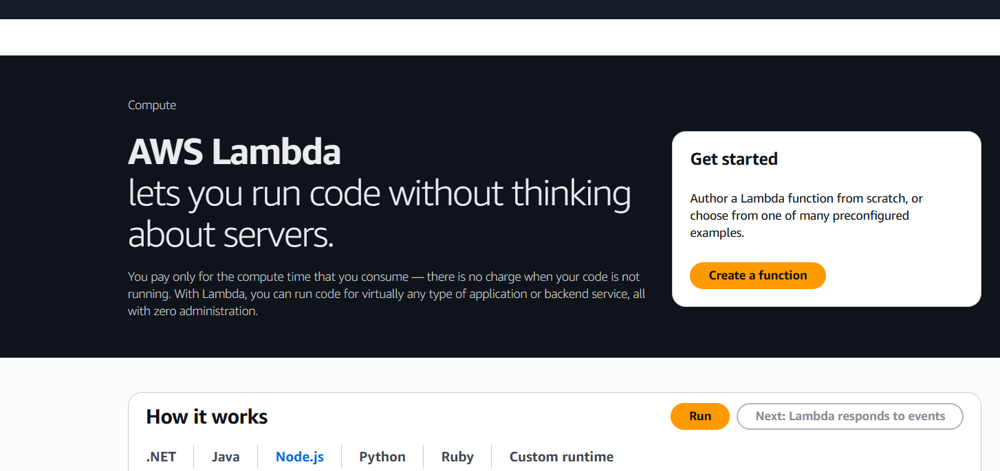 Compute
AWS Lambda
lets you run code without thinking
about servers.
You pay only for the compute time that you consume — there is no charge when your code is not
running. With Lambda, you can run code for virtually any type of application or backend service, all
with zero administration.
Get started
Author a Lambda function from scratch, or
choose from one of many preconfigured
examples.
Create a function
How it works
Run
Next: Lambda responds to events
.NET
Java
Node.js
Python
Ruby
Custom runtime